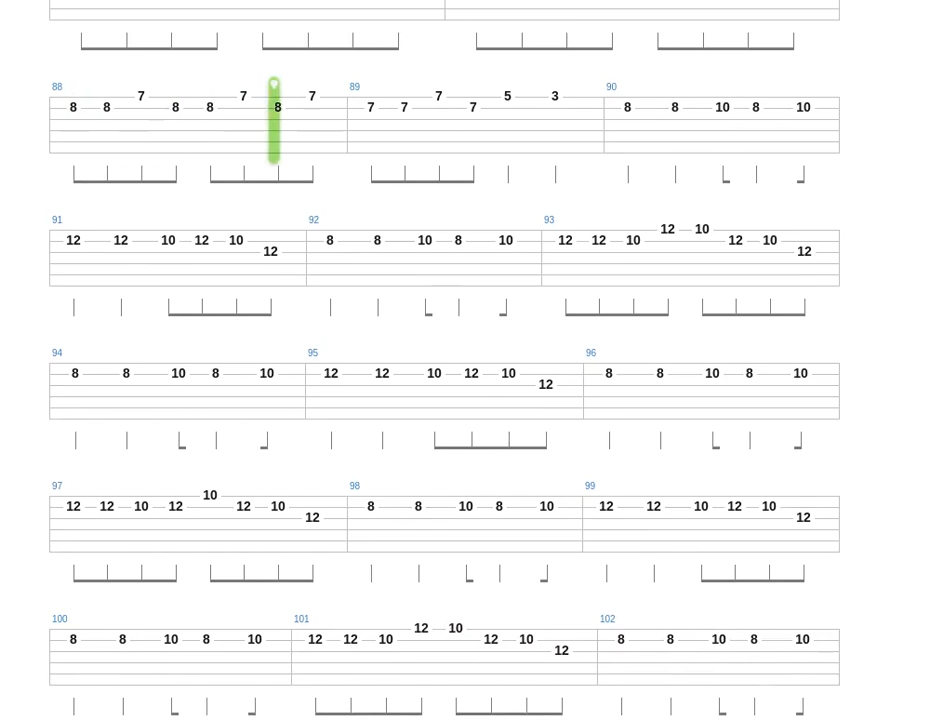 88 89 90
7 7 7 7 5 3
8 8 8 8 8 7 7 7 8 8 10 8 10
91 92 93
12 10
12 12 10 12 10 8 8 10 8 10 12 12 10 12 10
12 12
94 95 96
8 8 10 8 10 12 12 10 12 10 8 8 10 8 10
12
97 98 99
10
12 12 10 12 12 10 8 8 10 8 10 12 12 10 12 10
12 12
100 101 102
12 10
8 8 10 8 10 12 12 10 12 10 8 8 10 8 10
12